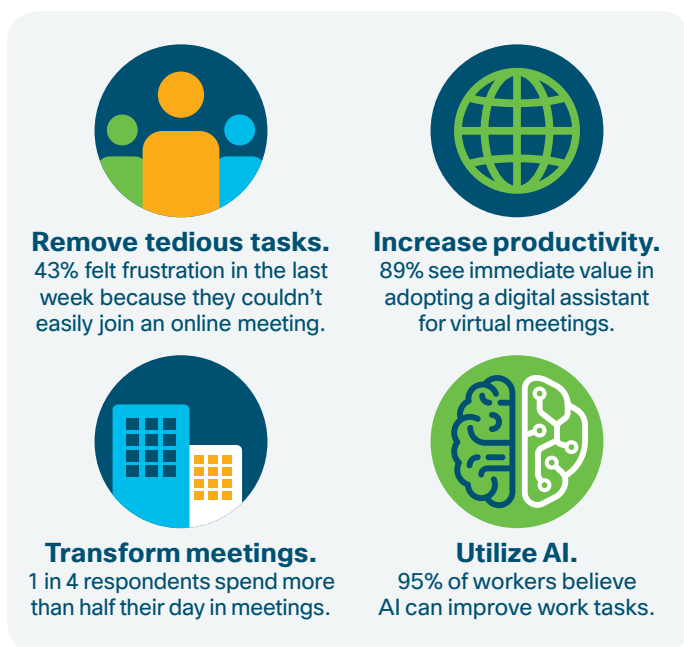 Remove tedious tasks.
43% felt frustration in the last
week because they couldn’t
easily join an online meeting.
Increase productivity.
89% see immediate value in
adopting a digital assistant
for virtual meetings.
Transform meetings.
1 in 4 respondents spend more
than half their day in meetings.
Utilize AI.
95% of workers believe
AI can improve work tasks.